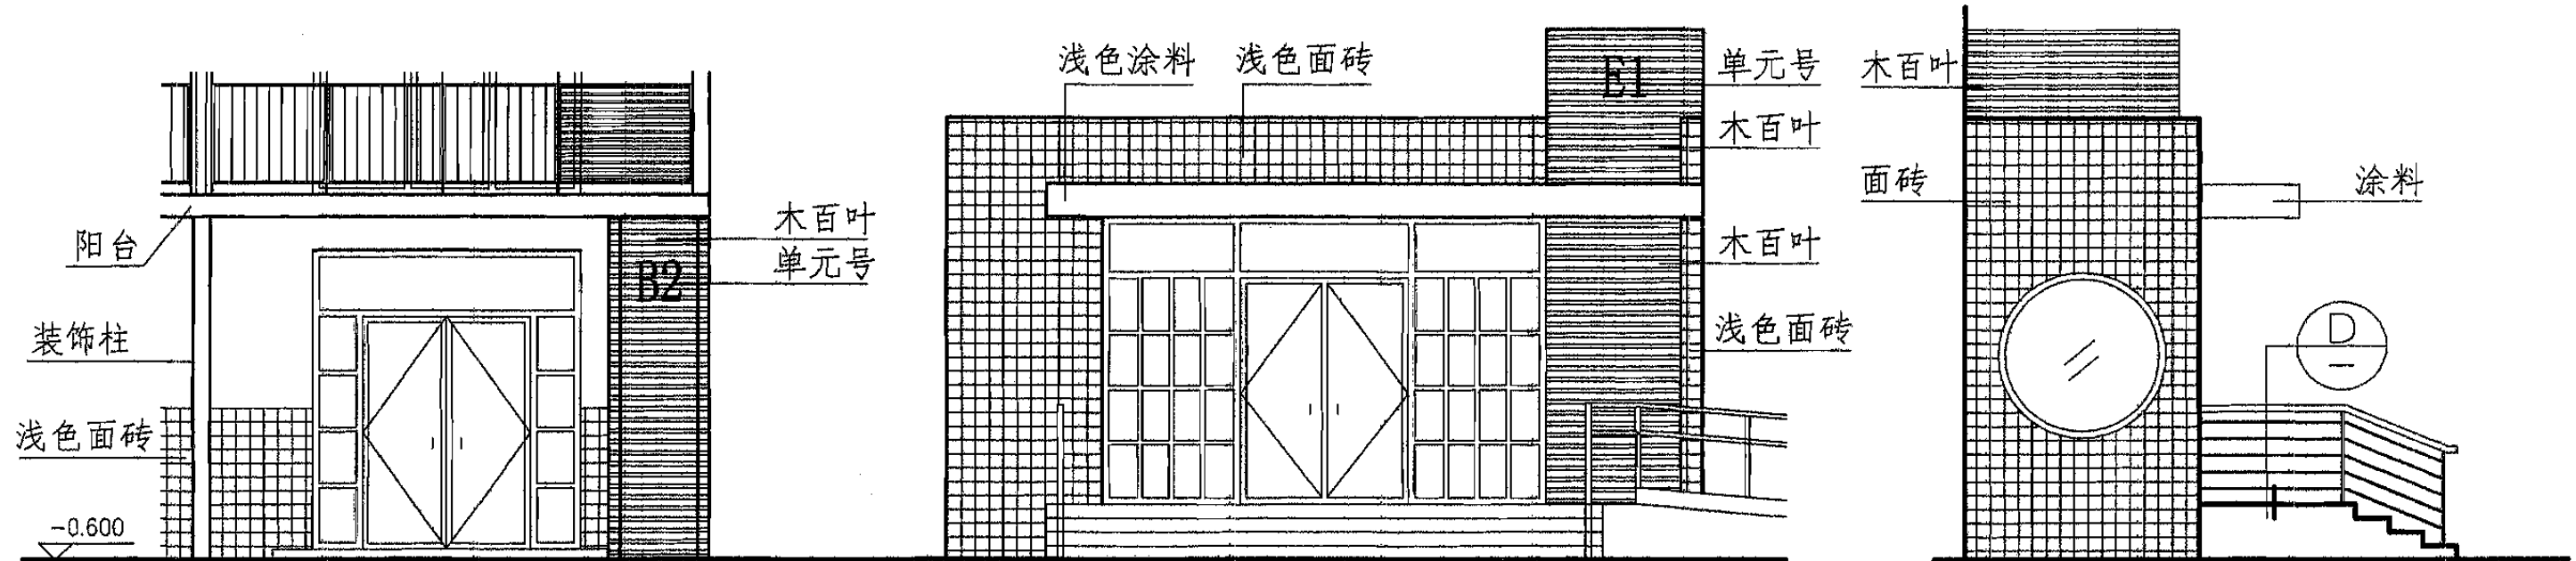 木百叶
单元号
B2
阳台
装饰柱
浅色面砖
-0.600
浅色涂料
浅色面砖
E1
单元号
木百叶
木百叶
浅色面砖
木百叶
面砖
涂料
D